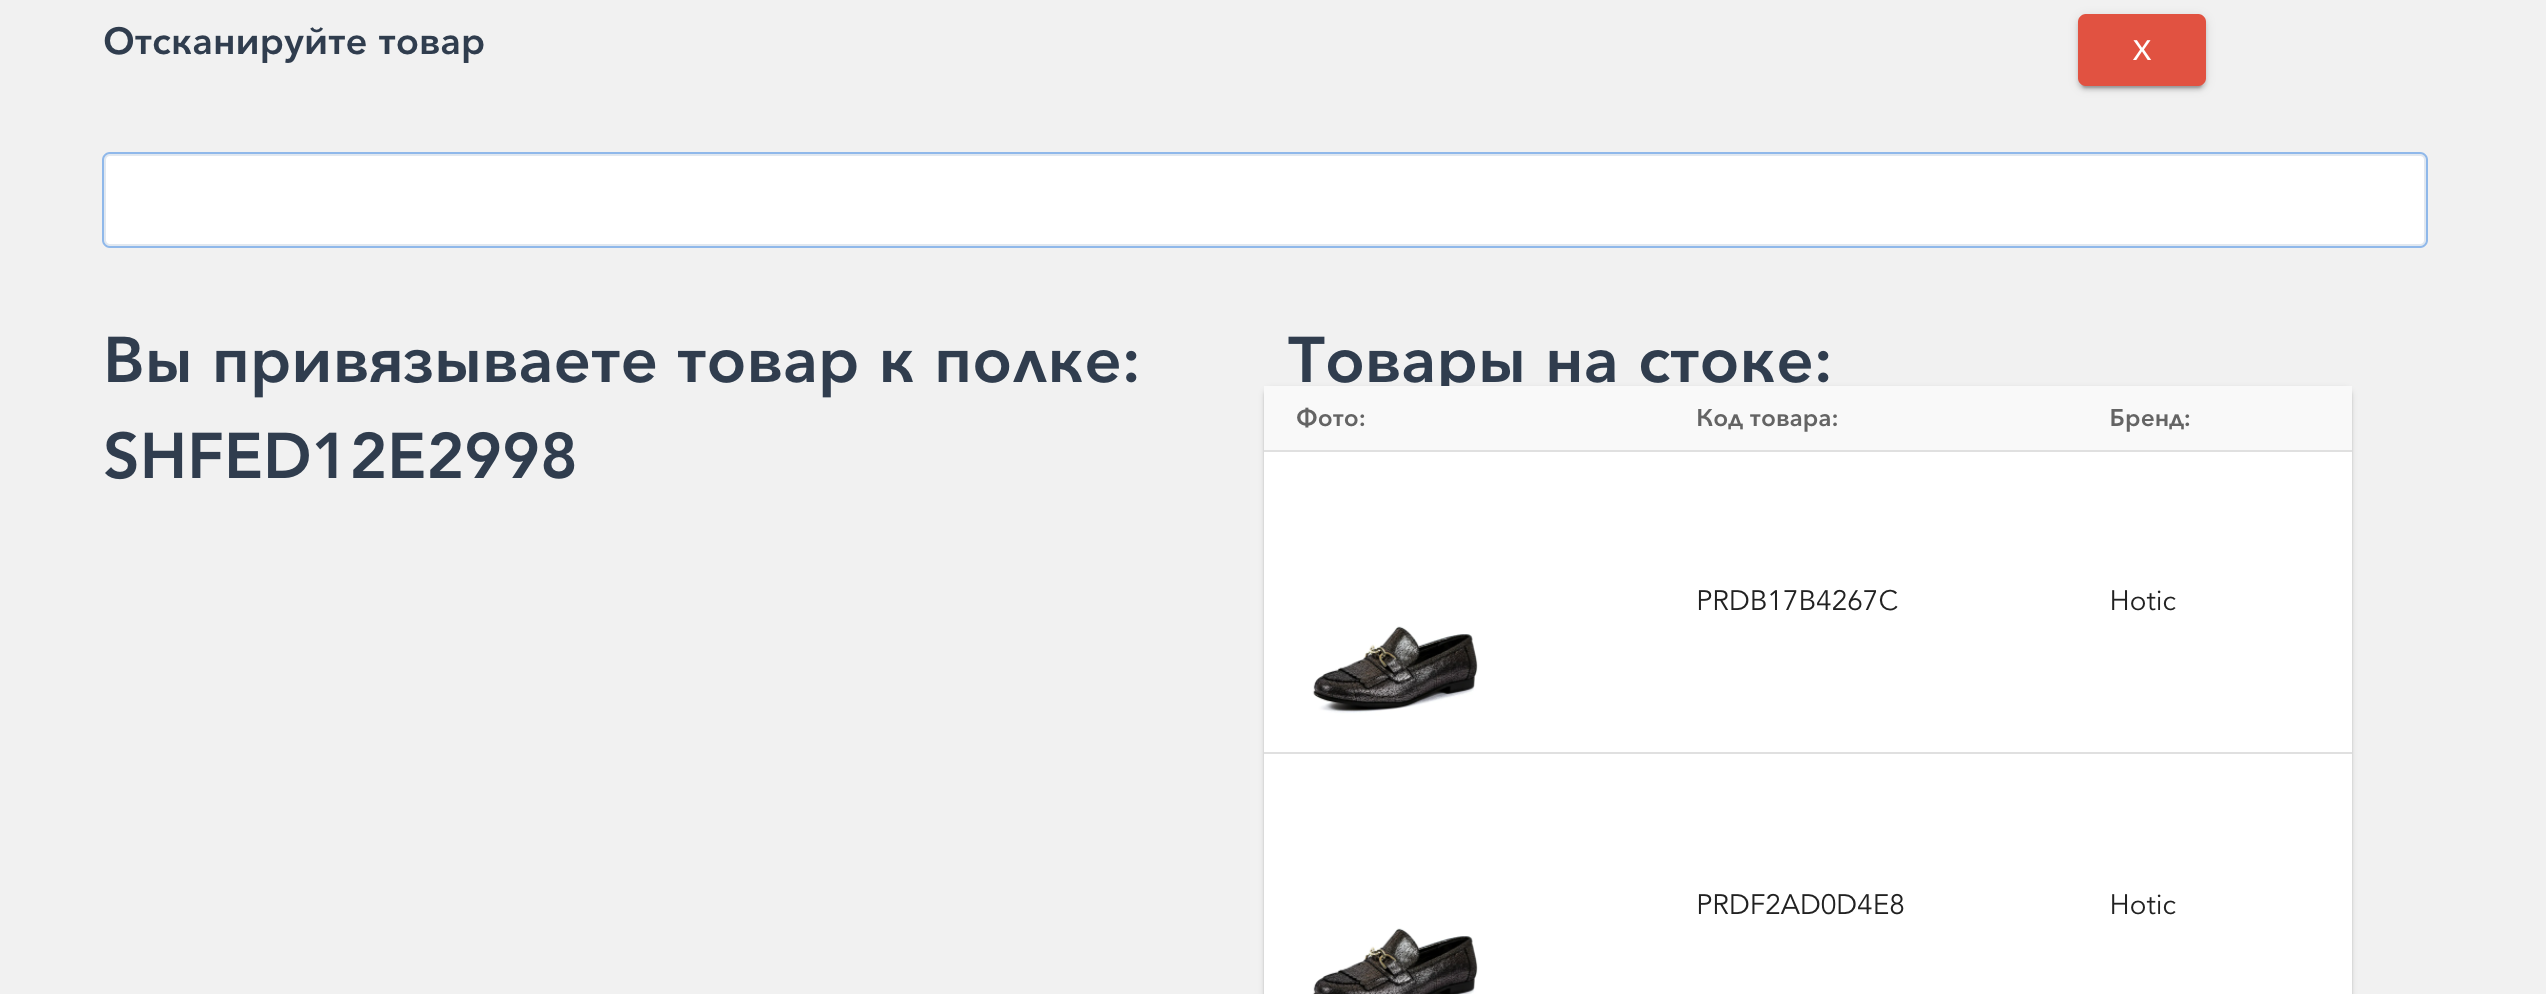 Отсканируйте товар
X
Вы привязываете товар к полке:
SHFED12E2998
Товары на стоке:
Фото: Код товара: Бренд:
PRDB17B4267C Hotic
PRDF2AD0D4E8 Hotic